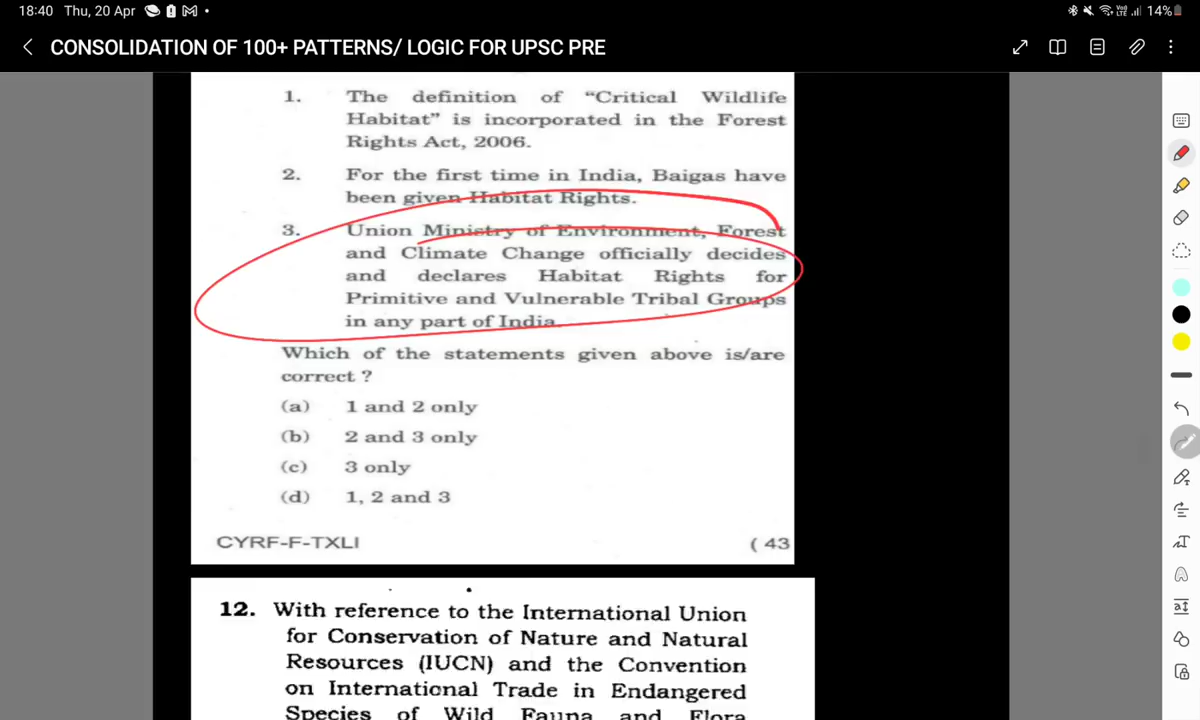 18:40 Thu, 20 Apr 14%
CONSOLIDATION OF 100+ PATTERNS/ LOGIC FOR UPSC PRE
1. The definition of "Critical Wildlife
Habitat" is incorporated in the Forest
Rights Act, 2006.
2. For the first time in India, Baigas have
been given Habitat Rights.
3. Union Ministry of Environment, Forest
and Climate Change officially decides
and declares Habitat Rights for
Primitive and Vulnerable Tribal Groups
in any part of India.
Which of the statements given above is/are
correct ?
(a) 1 and 2 only
(b) 2 and 3 only
(c) 3 only
(d) 1, 2 and 3
CYRF-F-TXLI ( 43
12. With reference to the International Union
for Conservation of Nature and Natural
Resources (IUCN) and the Convention
on International Trade in Endangered
Species of Wild Fauna and Flora